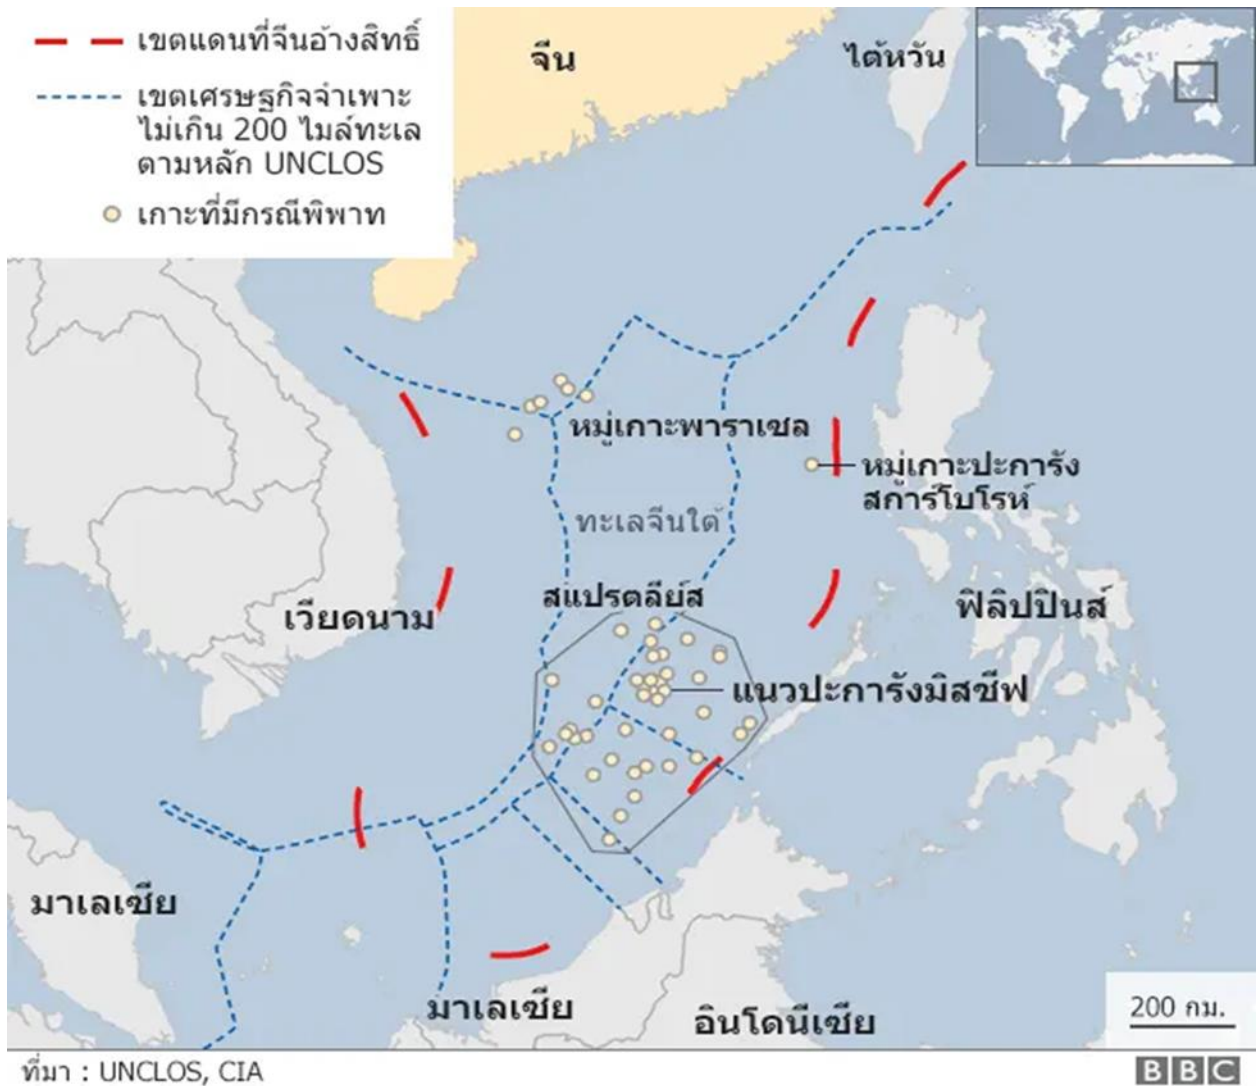 เขตแดนที่จีนอ้างสิทธิ์
เขตเศรษฐกิจจำเพาะ
ไม่เกิน 200 ไมล์ทะเล
ตามหลัก UNCLOS
เกาะที่มีกรณีพิพาท
จีน
ไต้หวัน
หมู่เกาะพาราเซล
หมู่เกาะปะการัง
สการ์โบโรห์
ทะเลจีนใต้
สแปรตลีย์ส
เวียดนาม
ฟิลิปปินส์
แนวปะการังมิสชีฟ
มาเลเซีย
มาเลเซีย
อินโดนีเซีย
200 กม.
ที่มา : UNCLOS, CIA
BBC